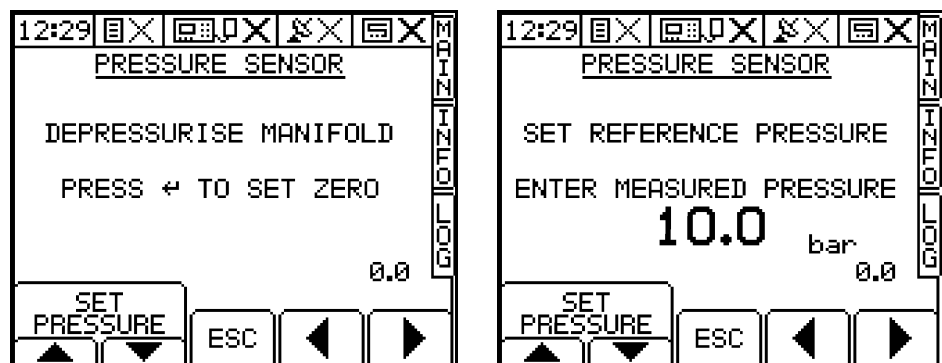 12:29
PRESSURE SENSOR
DEPRESSURISE MANIFOLD
PRESS ↵ TO SET ZERO
0.0
SET
PRESSURE
ESC
MAIN
INFO
LOG
12:29
PRESSURE SENSOR
SET REFERENCE PRESSURE
ENTER MEASURED PRESSURE
10.0 bar
0.0
SET
PRESSURE
ESC
MAIN
INFO
LOG